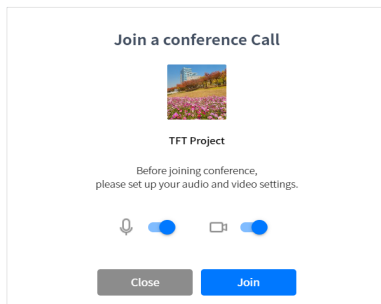 Join a conference Call
TFT Project
Before joining conference,
please set up your audio and video settings.
Close
Join